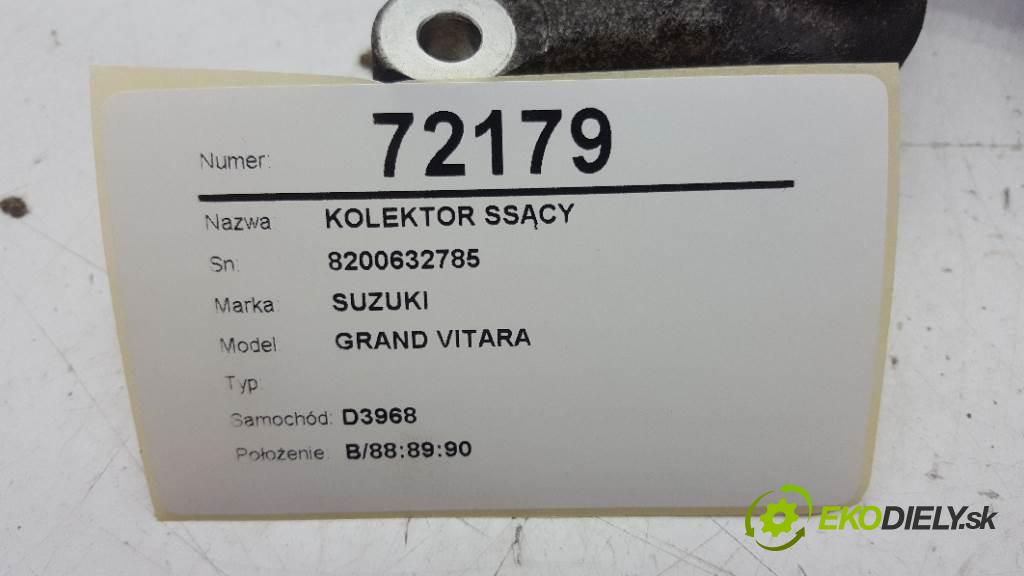 Numer: 72179
Nazwa KOLEKTOR SSĄCY
Sn: 8200632785
Marka: SUZUKI
Model: GRAND VITARA
Typ:
Samochód: D3968
Położenie: B/88:89:90
EKODIELY.sk